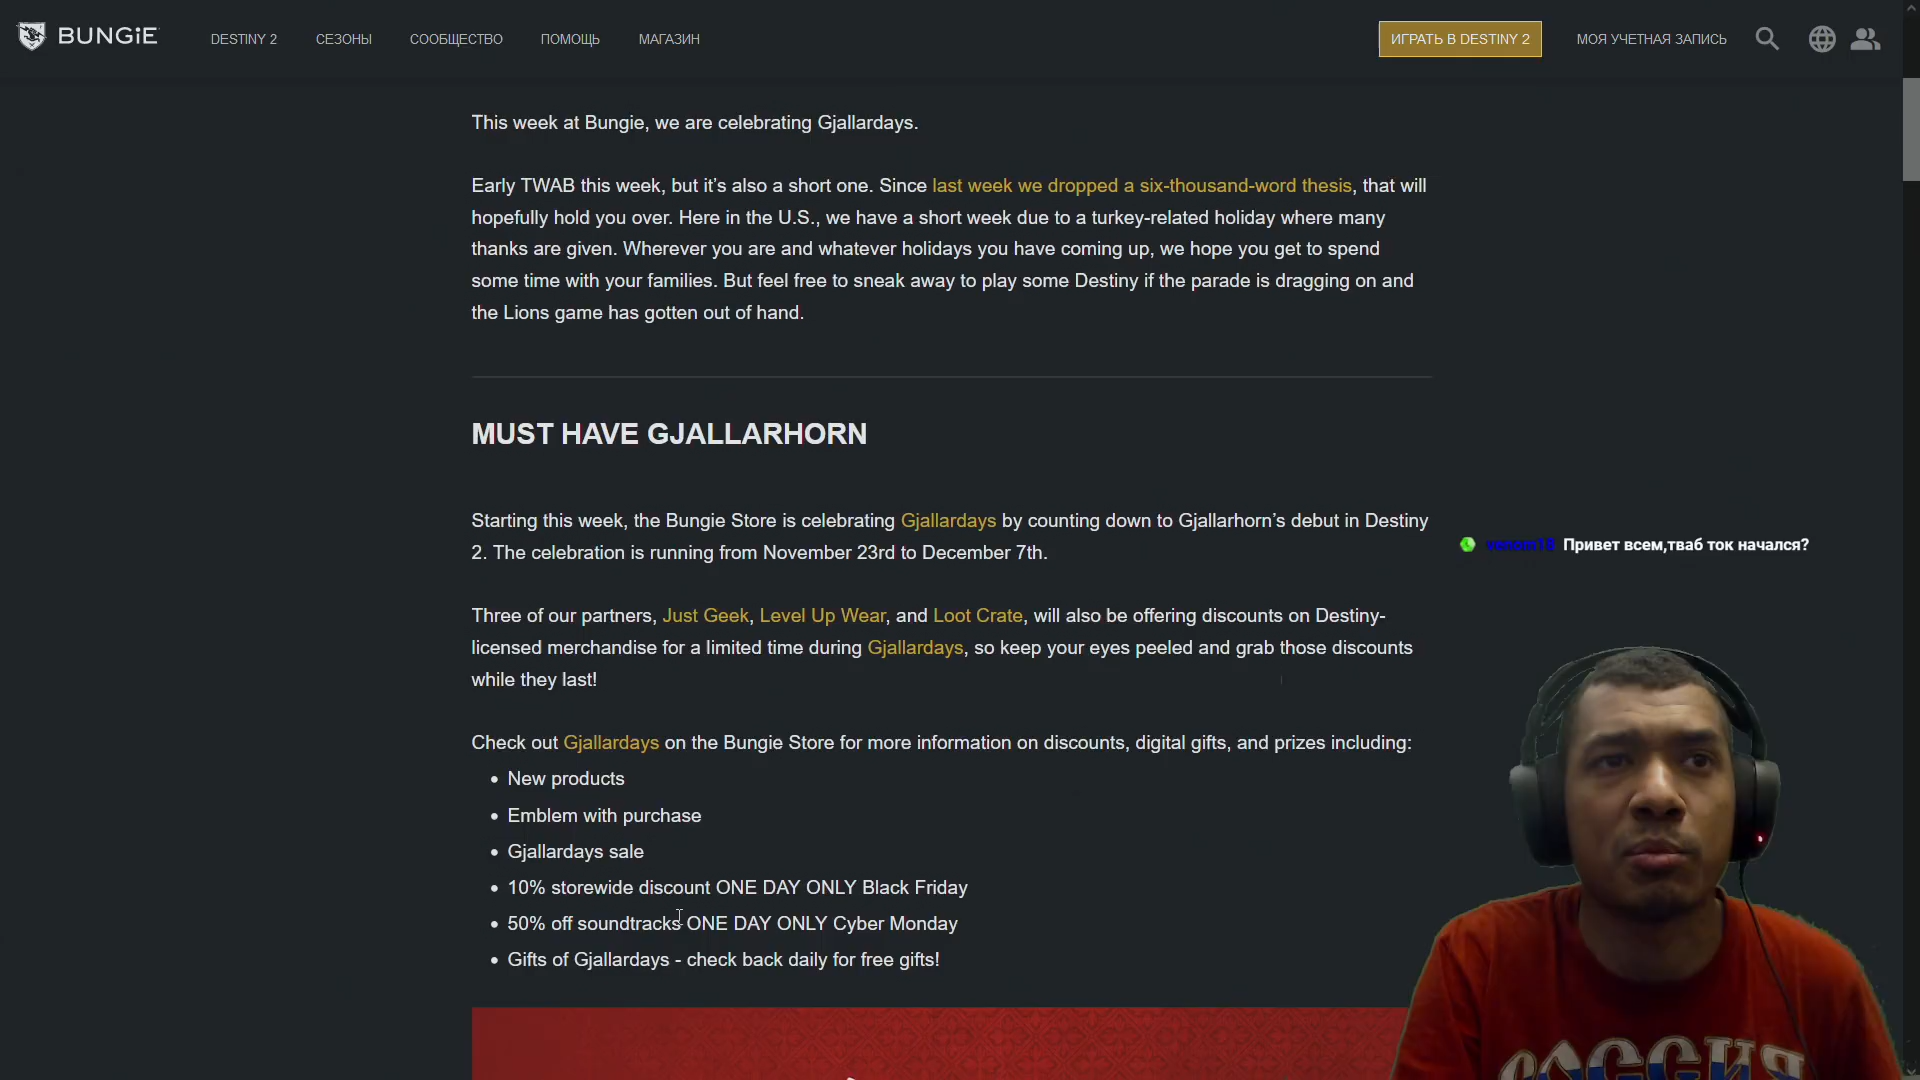 BUNGiE
DESTINY 2
СЕЗОНЫ
СООБЩЕСТВО
ПОМОЩЬ
МАГАЗИН
ИГРАТЬ В DESTINY 2
МОЯ УЧЕТНАЯ ЗАПИСЬ
This week at Bungie, we are celebrating Gjallardays.
Early TWAB this week, but it’s also a short one. Since last week we dropped a six-thousand-word thesis, that will
hopefully hold you over. Here in the U.S., we have a short week due to a turkey-related holiday where many
thanks are given. Wherever you are and whatever holidays you have coming up, we hope you get to spend
some time with your families. But feel free to sneak away to play some Destiny if the parade is dragging on and
the Lions game has gotten out of hand.
MUST HAVE GJALLARHORN
Starting this week, the Bungie Store is celebrating Gjallardays by counting down to Gjallarhorn’s debut in Destiny
2. The celebration is running from November 23rd to December 7th.
Three of our partners, Just Geek, Level Up Wear, and Loot Crate, will also be offering discounts on Destiny-
licensed merchandise for a limited time during Gjallardays, so keep your eyes peeled and grab those discounts
while they last!
Check out Gjallardays on the Bungie Store for more information on discounts, digital gifts, and prizes including:
• New products
• Emblem with purchase
• Gjallardays sale
• 10% storewide discount ONE DAY ONLY Black Friday
• 50% off soundtracks ONE DAY ONLY Cyber Monday
• Gifts of Gjallardays - check back daily for free gifts!
Привет всем,тваб ток начался?
РОССИЯ